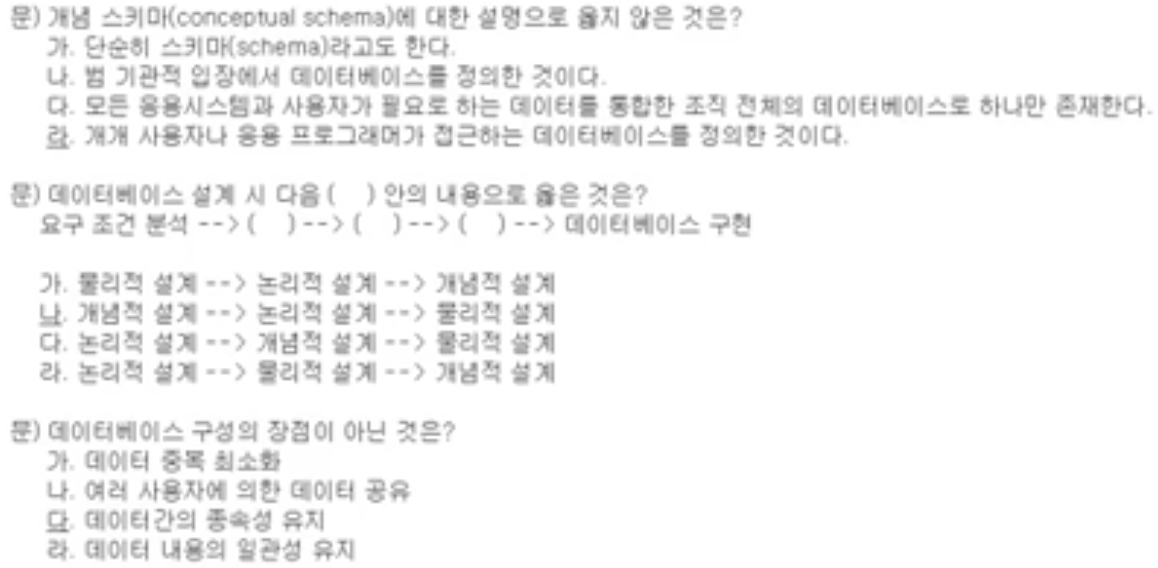 문) 개념 스키마(conceptual schema)에 대한 설명으로 옳지 않은 것은?
가. 단순히 스키마(schema)라고도 한다.
나. 범 기관적 입장에서 데이터베이스를 정의한 것이다.
다. 모든 응용시스템과 사용자가 필요로 하는 데이터를 통합한 조직 전체의 데이터베이스로 하나만 존재한다.
라. 개개 사용자나 응용 프로그래머가 접근하는 데이터베이스를 정의한 것이다.
문) 데이터베이스 설계 시 다음 (   ) 안의 내용으로 옳은 것은?
요구 조건 분석 --> (   ) --> (   ) --> (   ) --> 데이터베이스 구현
가. 물리적 설계 --> 논리적 설계 --> 개념적 설계
나. 개념적 설계 --> 논리적 설계 --> 물리적 설계
다. 논리적 설계 --> 개념적 설계 --> 물리적 설계
라. 논리적 설계 --> 물리적 설계 --> 개념적 설계
문) 데이터베이스 구성의 장점이 아닌 것은?
가. 데이터 중복 최소화
나. 여러 사용자에 의한 데이터 공유
다. 데이터간의 종속성 유지
라. 데이터 내용의 일관성 유지